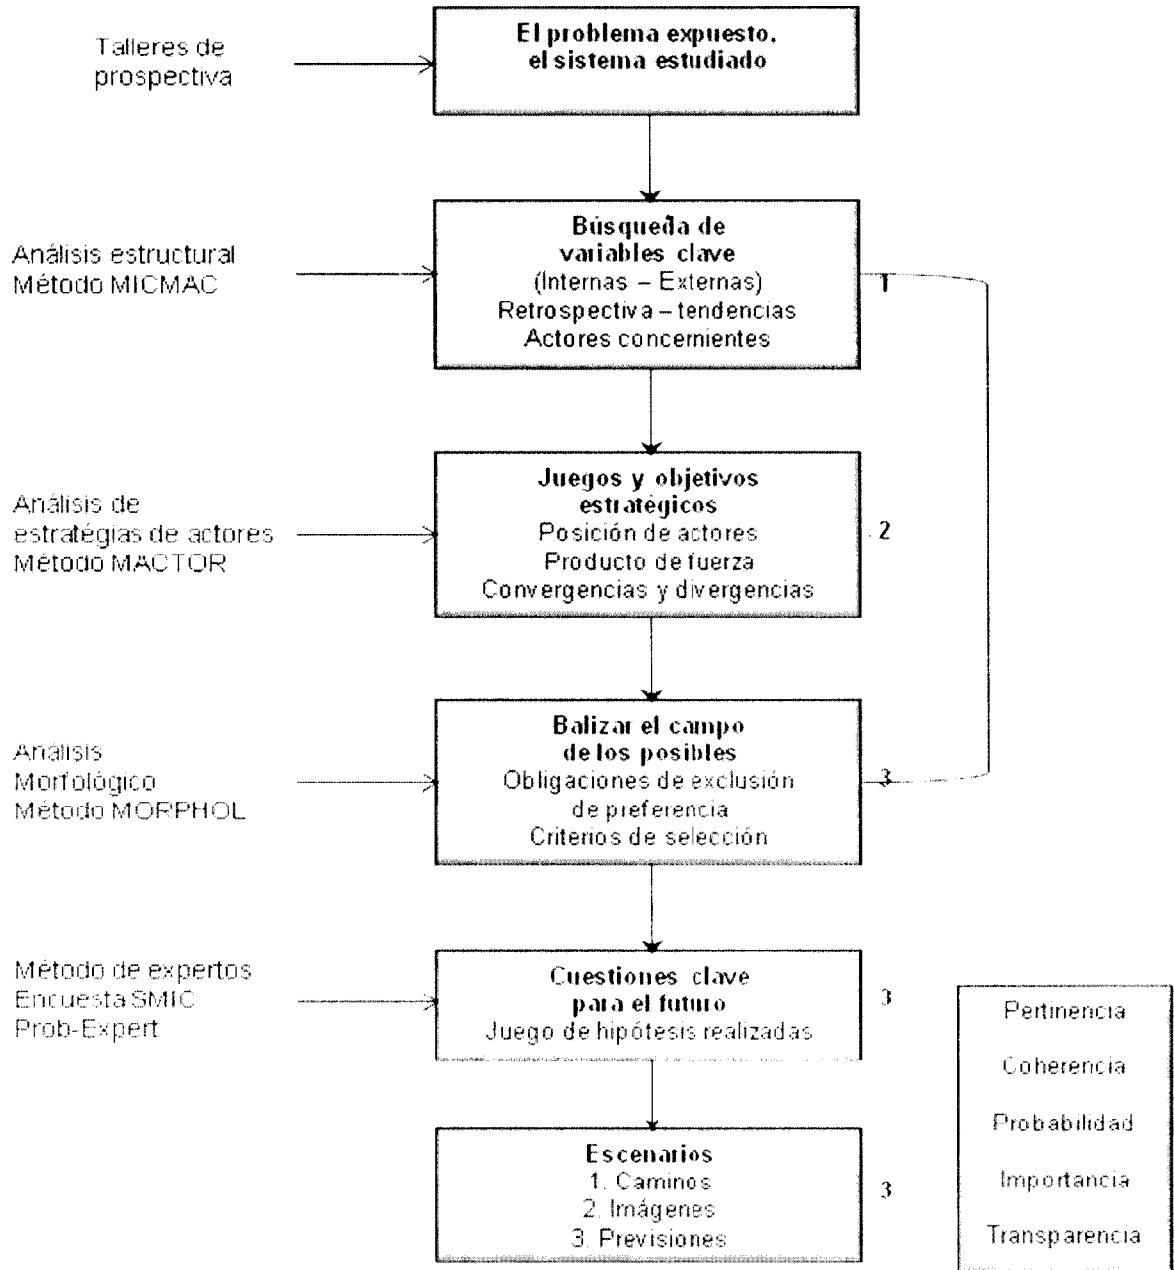 Talleres de
prospectiva
El problema expuesto,
el sistema estudiado
Análisis estructural
Método MICMAC
Búsqueda de
variables clave
(Internas – Externas)
Retrospectiva – tendencias
Actores concernientes
1
Análisis de
estratégias de actores
Método MACTOR
Juegos y objetivos
estratégicos
Posición de actores
Producto de fuerza
Convergencias y divergencias
2
Análisis
Morfológico
Método MORPHOL
Balizar el campo
de los posibles
Obligaciones de exclusión
de preferencia
Criterios de selección
3
Método de expertos
Encuesta SMIC
Prob-Expert
Cuestiones clave
para el futuro
Juego de hipótesis realizadas
3
Escenarios
1. Caminos
2. Imágenes
3. Previsiones
3
Pertinencia
Coherencia
Probabilidad
Importancia
Transparencia